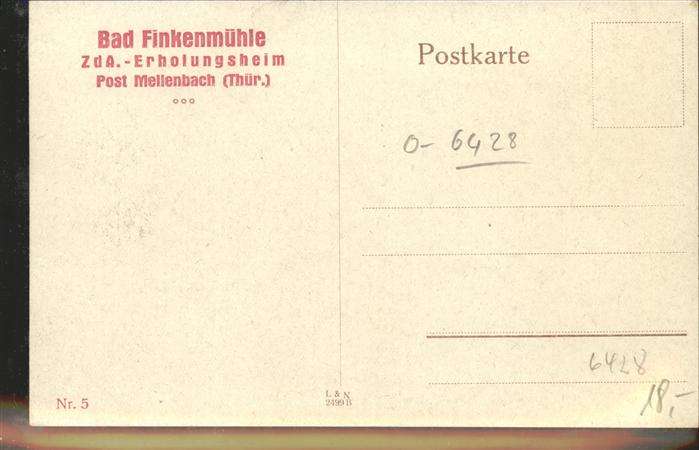 Bad Finkenmühle
ZdA.-Erholungsheim
Post Mellenbach (Thür.)
Postkarte
O- 6428
6428
18,-
Nr. 5
L & N
2499 B